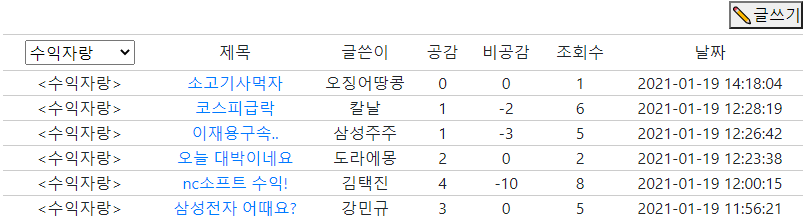 글쓰기
수익자랑 제목 글쓴이 공감 비공감 조회수 날짜
<수익자랑> 소고기사먹자 오징어땅콩 0 0 1 2021-01-19 14:18:04
<수익자랑> 코스피급락 칼날 1 -2 6 2021-01-19 12:28:19
<수익자랑> 이재용구속.. 삼성주주 1 -3 5 2021-01-19 12:26:42
<수익자랑> 오늘 대박이네요 도라에몽 2 0 2 2021-01-19 12:23:38
<수익자랑> nc소프트 수익! 김택진 4 -10 8 2021-01-19 12:00:15
<수익자랑> 삼성전자 어때요? 강민규 3 0 5 2021-01-19 11:56:21